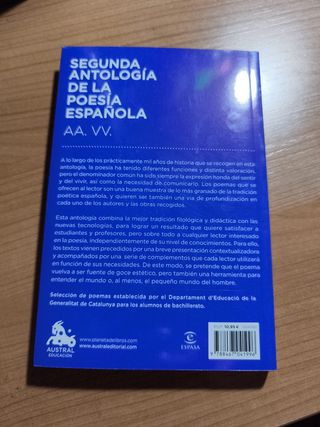 SEGUNDA
ANTOLOGÍA
DE LA
POESÍA
ESPAÑOLA
AA. VV.
A lo largo de los prácticamente mil años de historia que se recogen en esta
antología, la poesía ha tenido diferentes funciones y distinta valoración,
pero el denominador común ha sido siempre la expresión honda del sentir
y del vivir, así como la necesidad de comunicarlo. Los poemas que se
ofrecen al lector son una buena muestra de lo más granado de la tradición
poética española, y quieren ser también una vía de profundización en
cada uno de los autores y las obras recogidos.
Esta antología combina la mejor tradición filológica y didáctica con las
nuevas tecnologías, para lograr un resultado que quiere satisfacer a
estudiantes y profesores, pero sobre todo a cualquier lector interesado
en la poesía, independientemente de su nivel de conocimientos. Para ello,
los textos vienen precedidos por una breve presentación contextualizadora
y acompañados por una serie de complementos que cada lector utilizará
en función de sus necesidades. De este modo, se pretende que el poema
vuelva a ser fuente de goce estético, pero también una herramienta para
entender el mundo o, al menos, el pequeño mundo del hombre.
Selección de poemas establecida por el Departament d'Educació de la
Generalitat de Catalunya para los alumnos de bachillerato.
AUSTRAL
EDUCACIÓN
www.planetadelibros.com
www.australeditorial.com
ESPASA
PVP 10,95 €
9 788467 041996